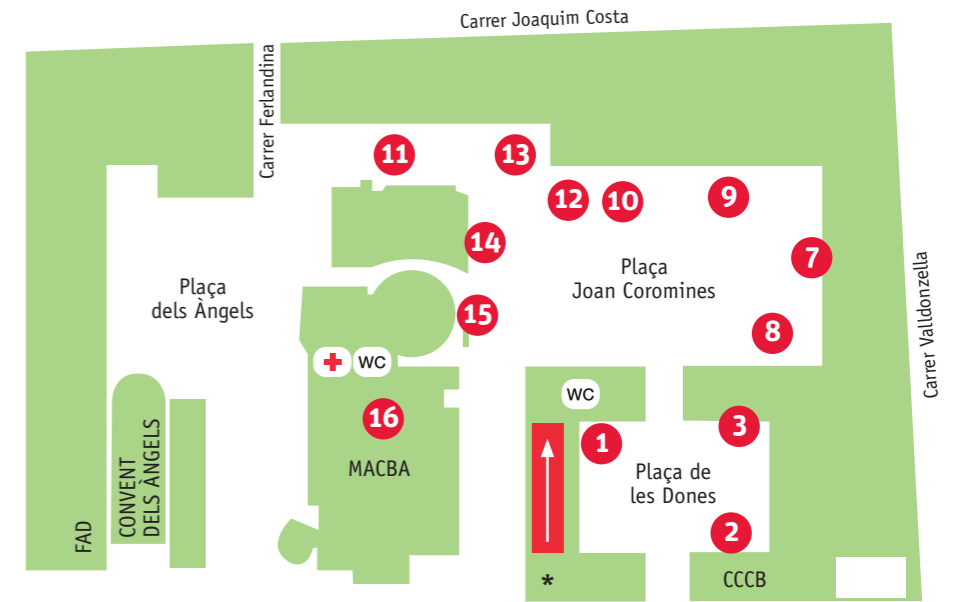 Carrer Joaquim Costa
Carrer Ferlandina
11
13
12
10
9
14
7
Plaça
dels Àngels
Plaça
Joan Coromines
15
8
Carrer Valldonzella
WC
WC
16
MACBA
1
3
Plaça de
les Dones
2
FAD
CONVENT
DELS ÀNGELS
*
CCCB